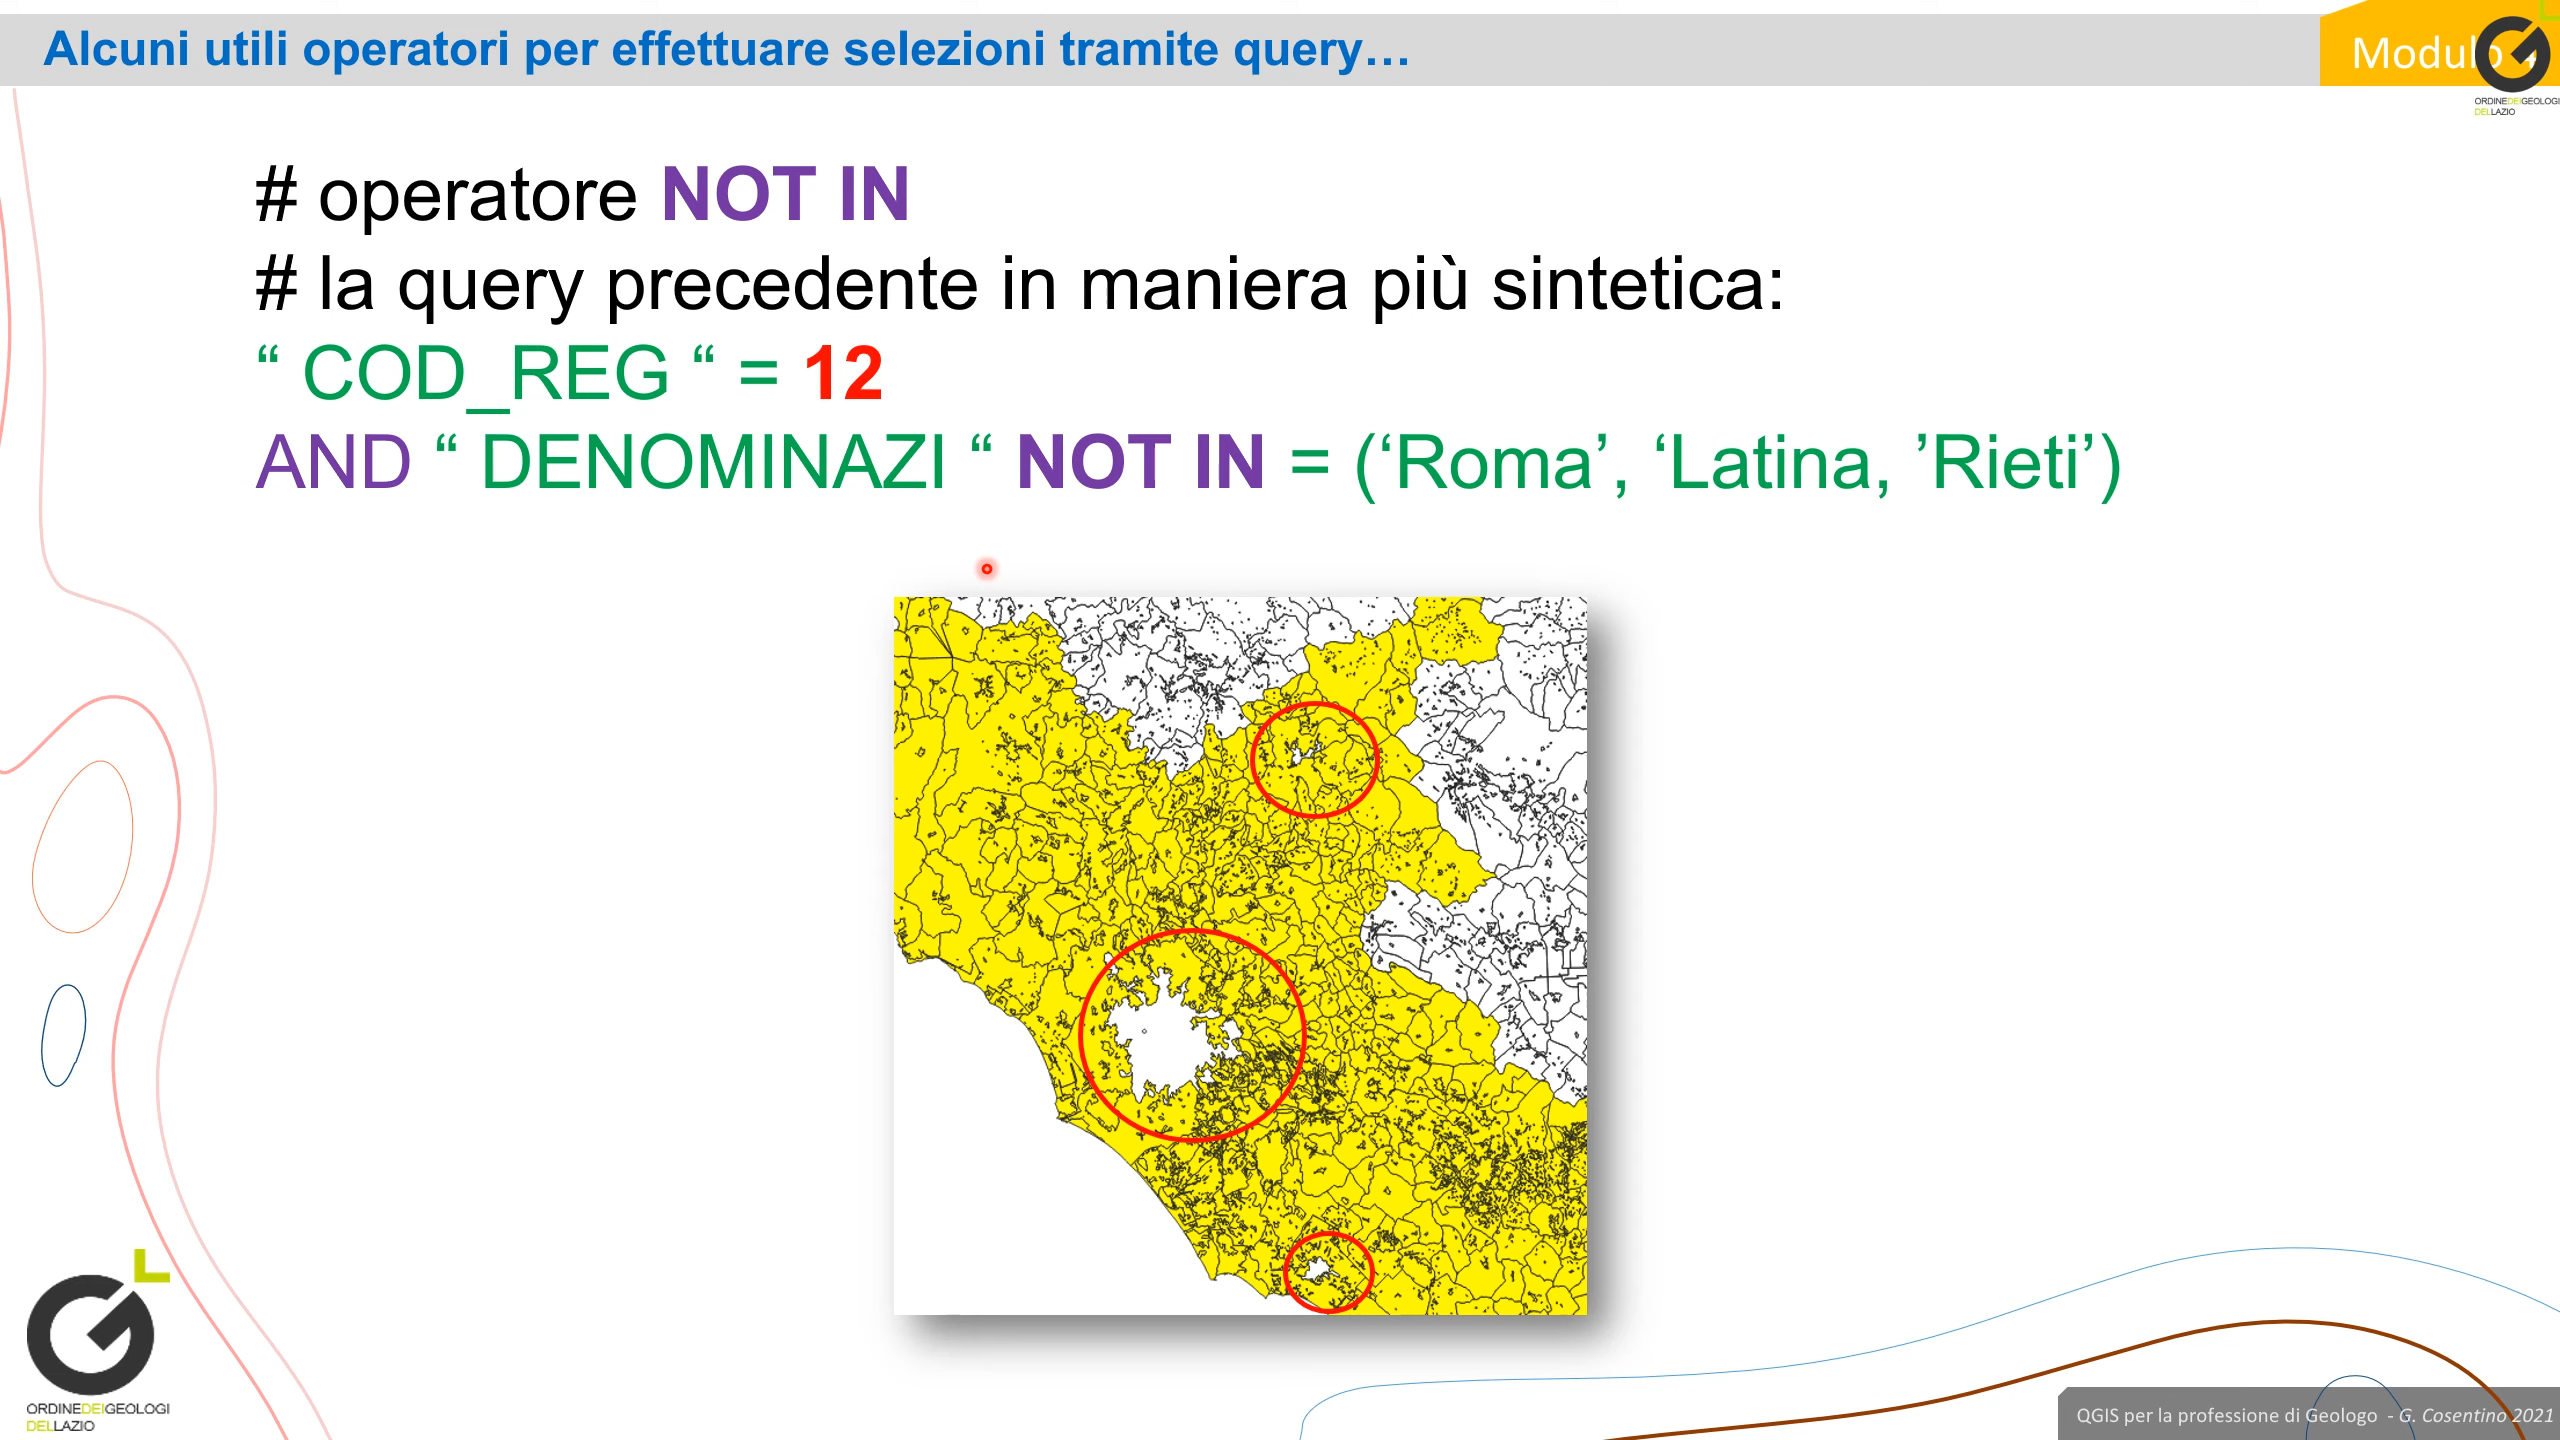 Alcuni utili operatori per effettuare selezioni tramite query...
Modulo
ORDINEDEIGEOLOGI
DELLAZIO
# operatore NOT IN
# la query precedente in maniera più sintetica:
“ COD_REG “ = 12
AND “ DENOMINAZI “ NOT IN = (‘Roma’, ‘Latina, ’Rieti’)
ORDINEDEIGEOLOGI
DELLAZIO
QGIS per la professione di Geologo - G. Cosentino 2021